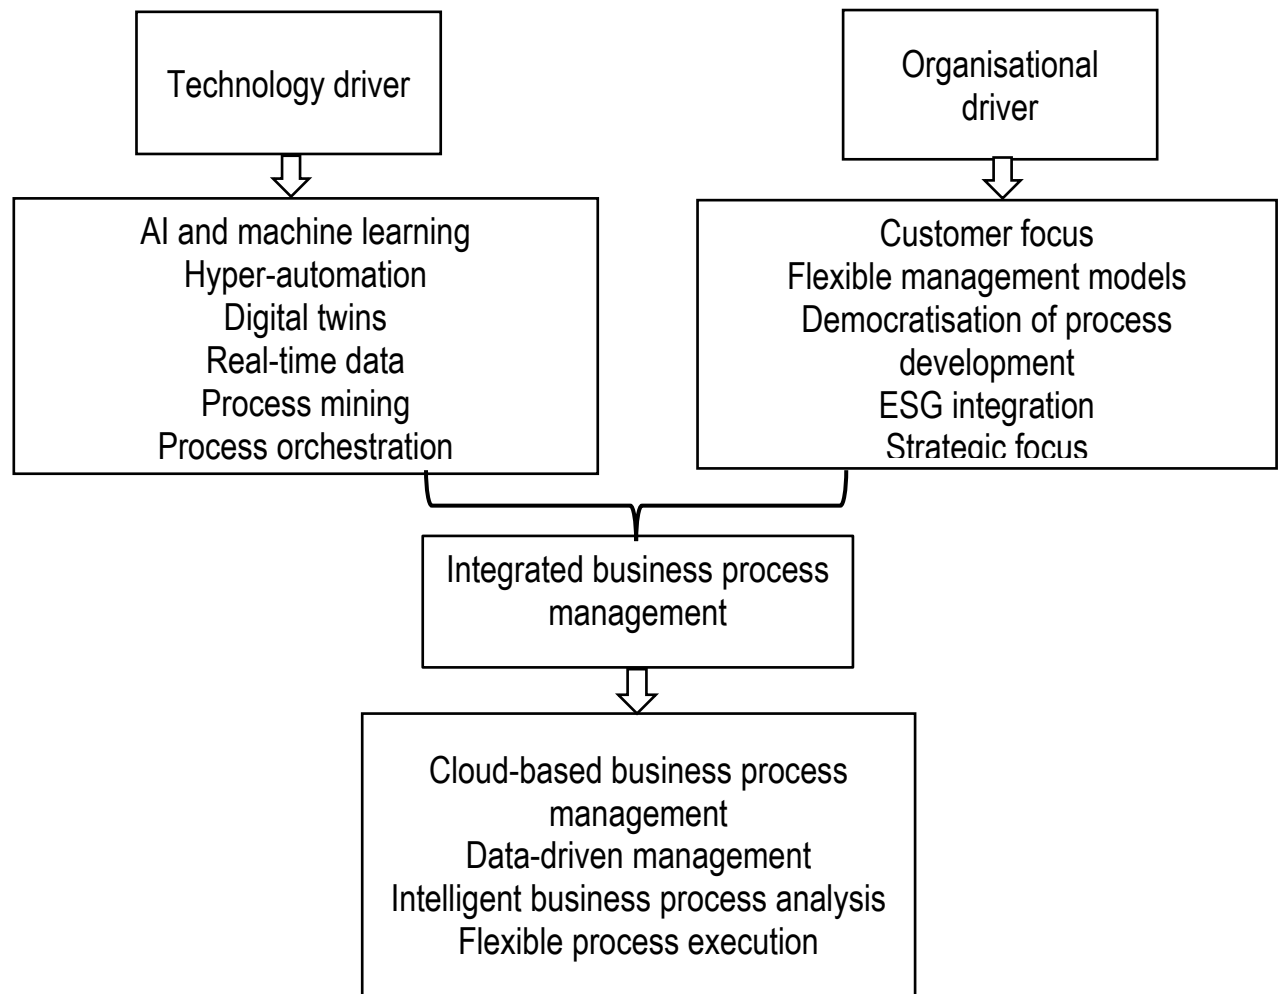 Technology driver
Organisational
driver
AI and machine learning
Hyper-automation
Digital twins
Real-time data
Process mining
Process orchestration
Customer focus
Flexible management models
Democratisation of process
development
ESG integration
Strategic focus
Integrated business process
management
Cloud-based business process
management
Data-driven management
Intelligent business process analysis
Flexible process execution